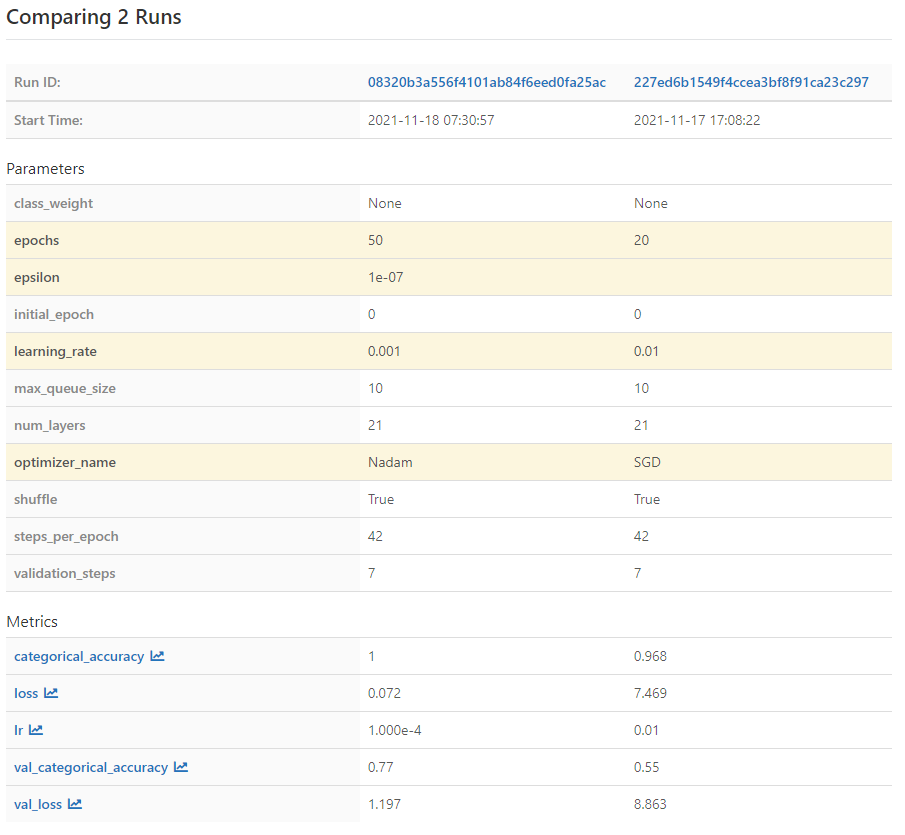 Comparing 2 Runs
Run ID: 08320b3a556f4101ab84f6eed0fa25ac 227ed6b1549f4ccea3bf8f91ca23c297
Start Time: 2021-11-18 07:30:57 2021-11-17 17:08:22
Parameters
class_weight None None
epochs 50 20
epsilon 1e-07
initial_epoch 0 0
learning_rate 0.001 0.01
max_queue_size 10 10
num_layers 21 21
optimizer_name Nadam SGD
shuffle True True
steps_per_epoch 42 42
validation_steps 7 7
Metrics
categorical_accuracy 1 0.968
loss 0.072 7.469
lr 1.000e-4 0.01
val_categorical_accuracy 0.77 0.55
val_loss 1.197 8.863